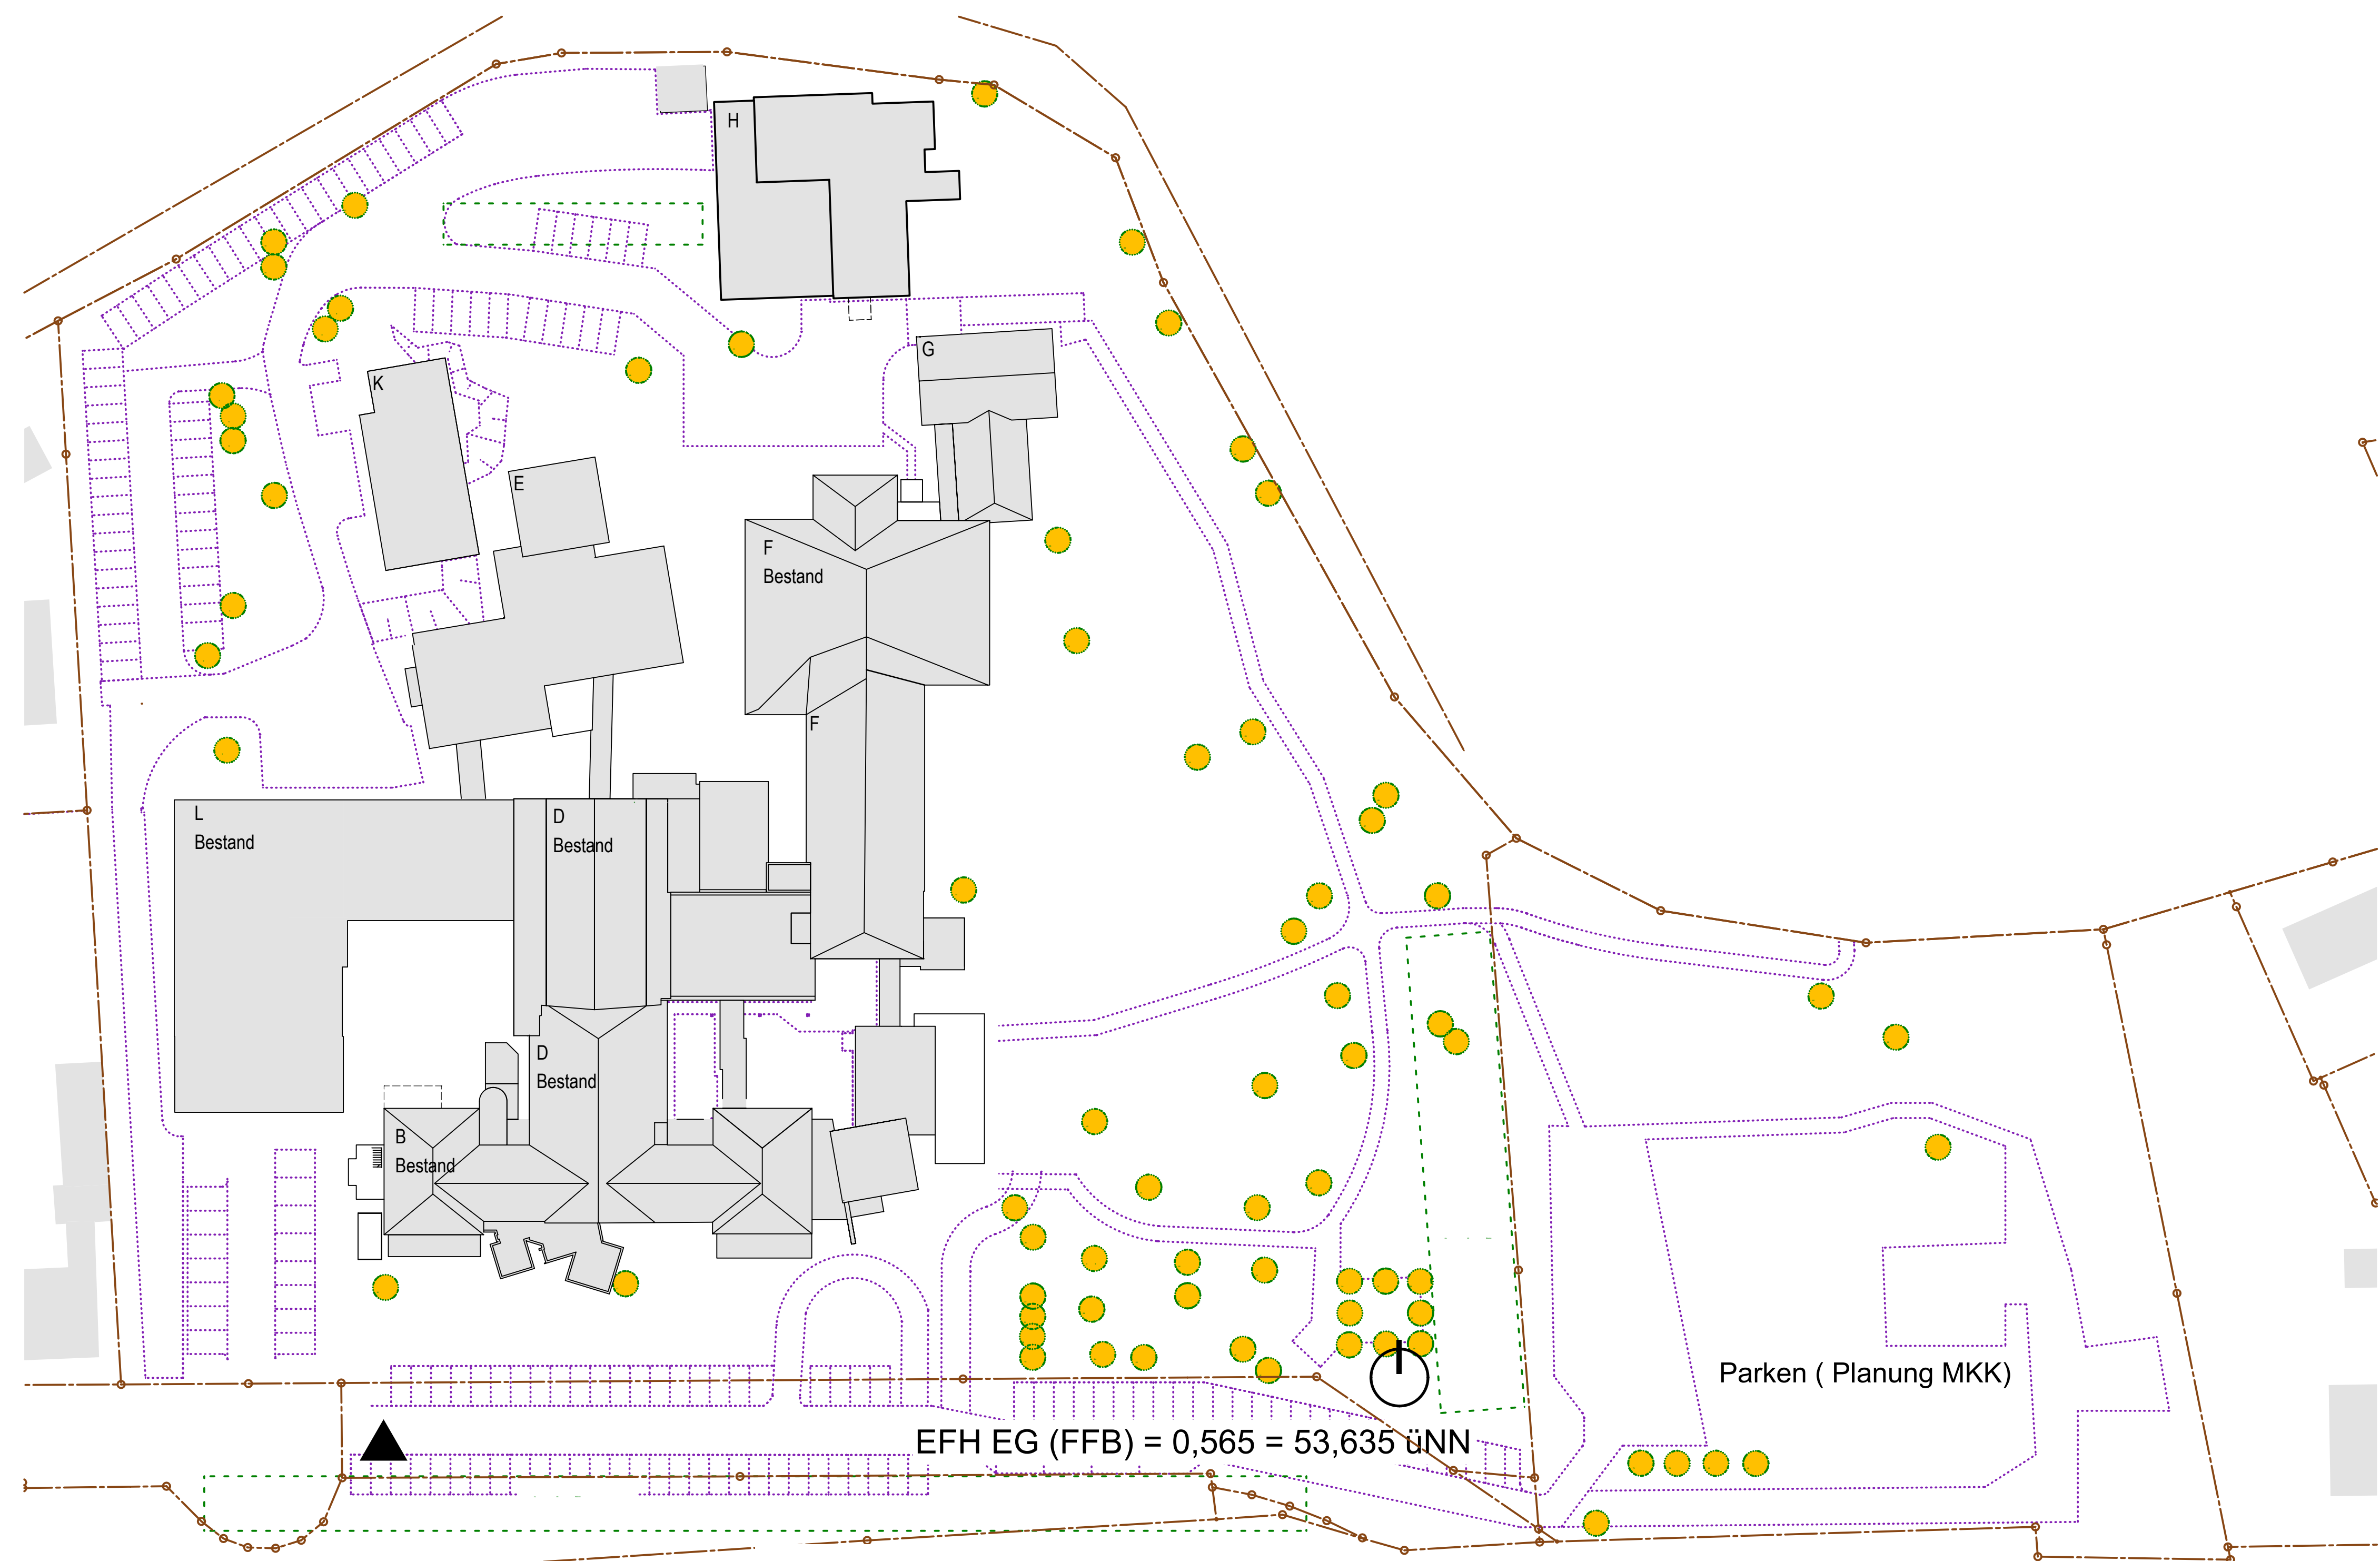 H
G
K
E
F
Bestand
F
L
Bestand
D
Bestand
D
Bestand
B
Bestand
Parken ( Planung MKK)
EFH EG (FFB) = 0,565 = 53,635 üNN